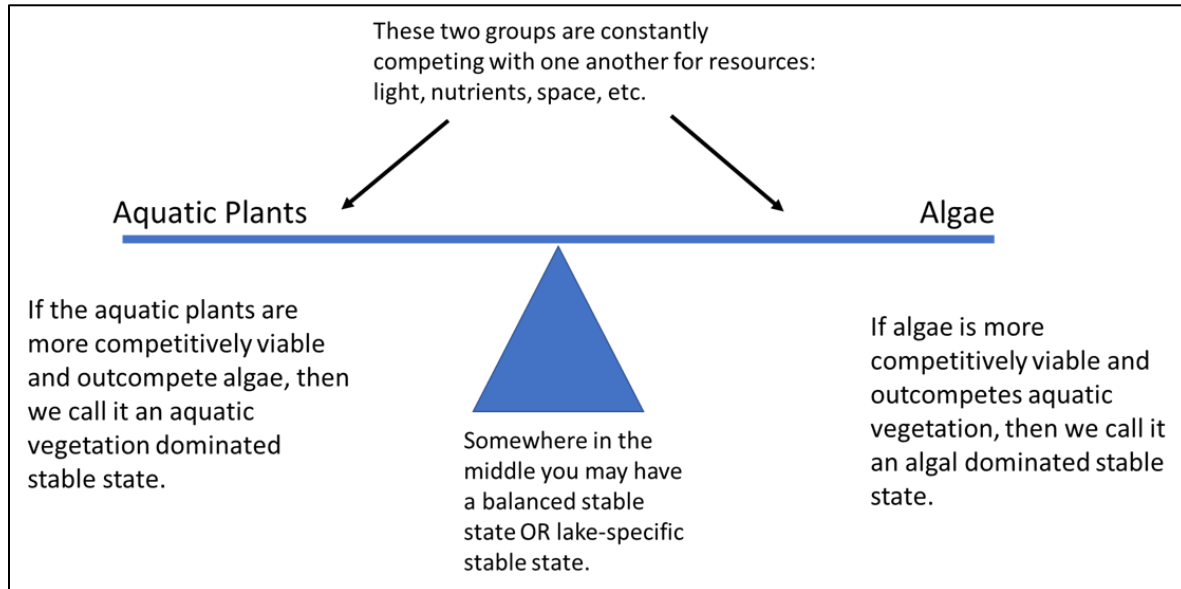 These two groups are constantly
competing with one another for resources:
light, nutrients, space, etc.
Aquatic Plants
Algae
If the aquatic plants are
more competitively viable
and outcompete algae, then
we call it an aquatic
vegetation dominated
stable state.
Somewhere in the
middle you may have
a balanced stable
state OR lake-specific
stable state.
If algae is more
competitively viable and
outcompetes aquatic
vegetation, then we call it
an algal dominated stable
state.